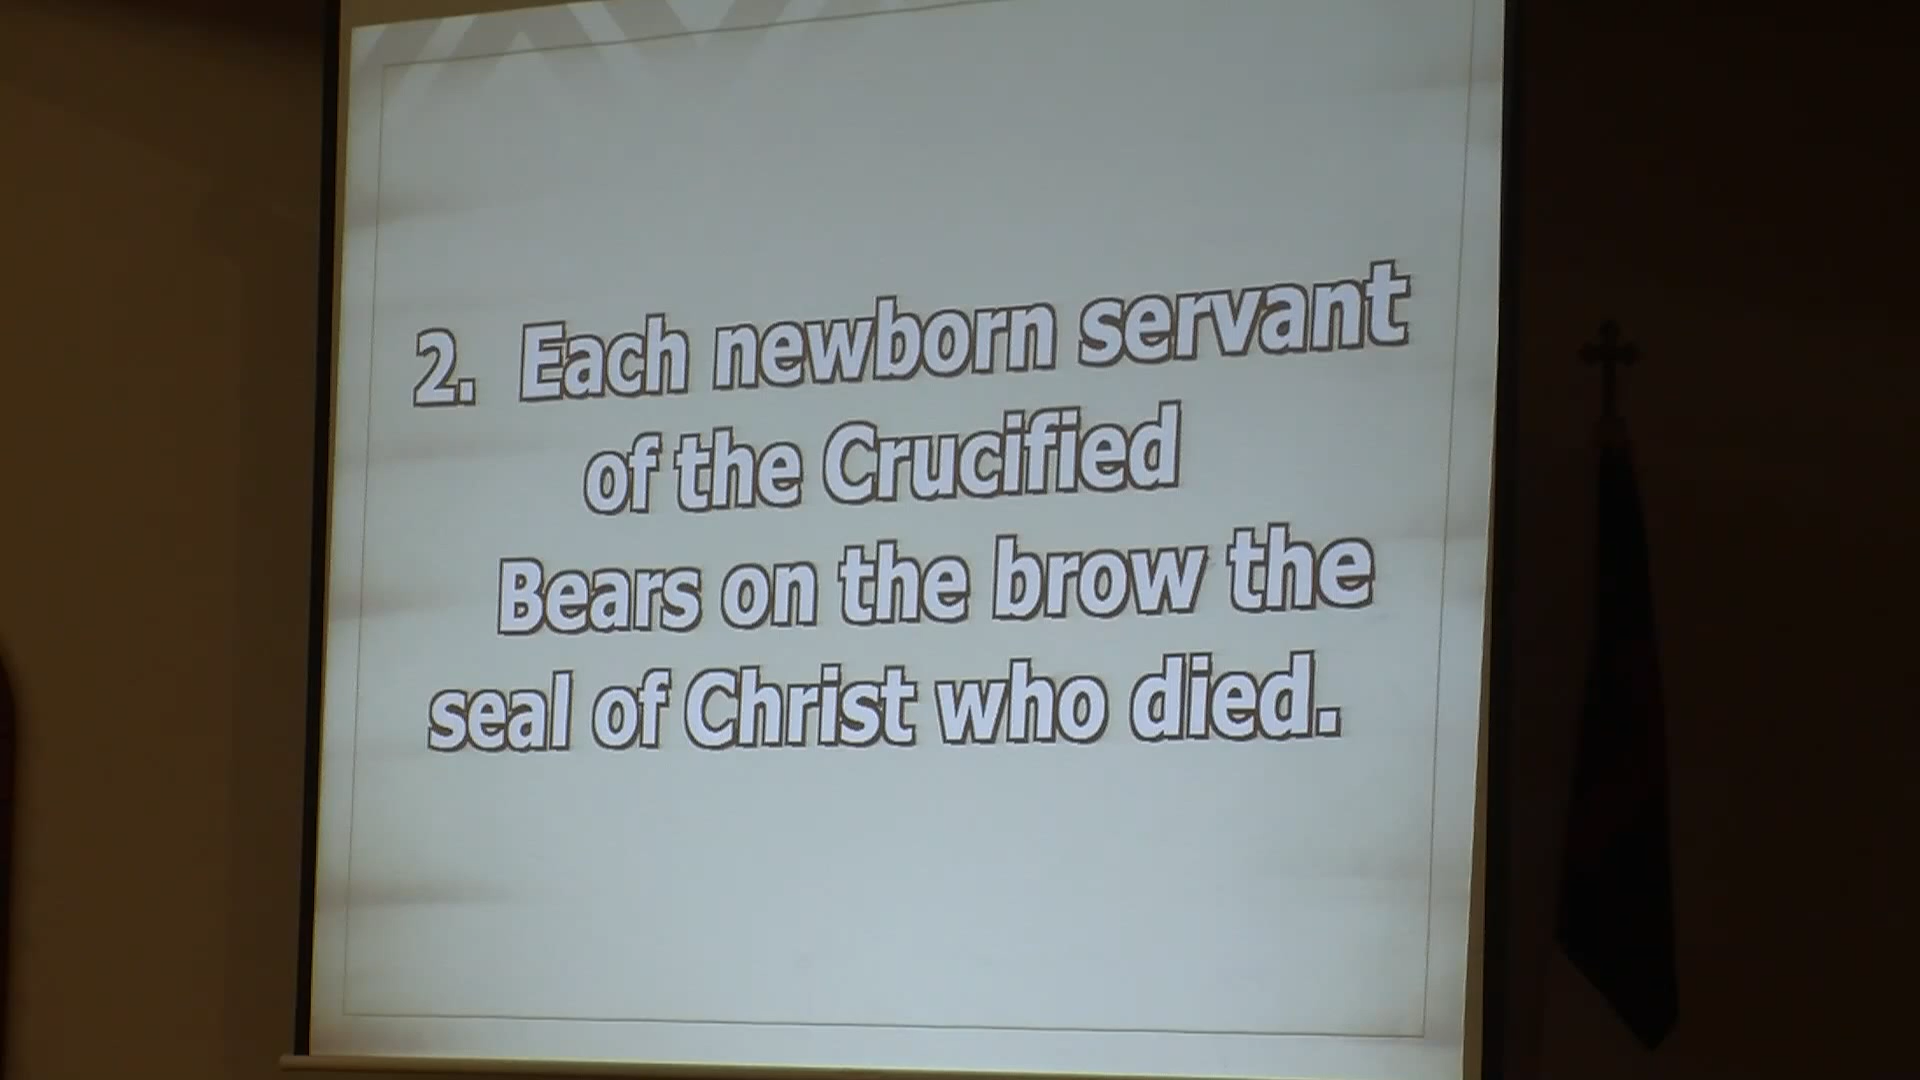 2. Each newborn servant
of the Crucified
Bears on the brow the
seal of Christ who died.